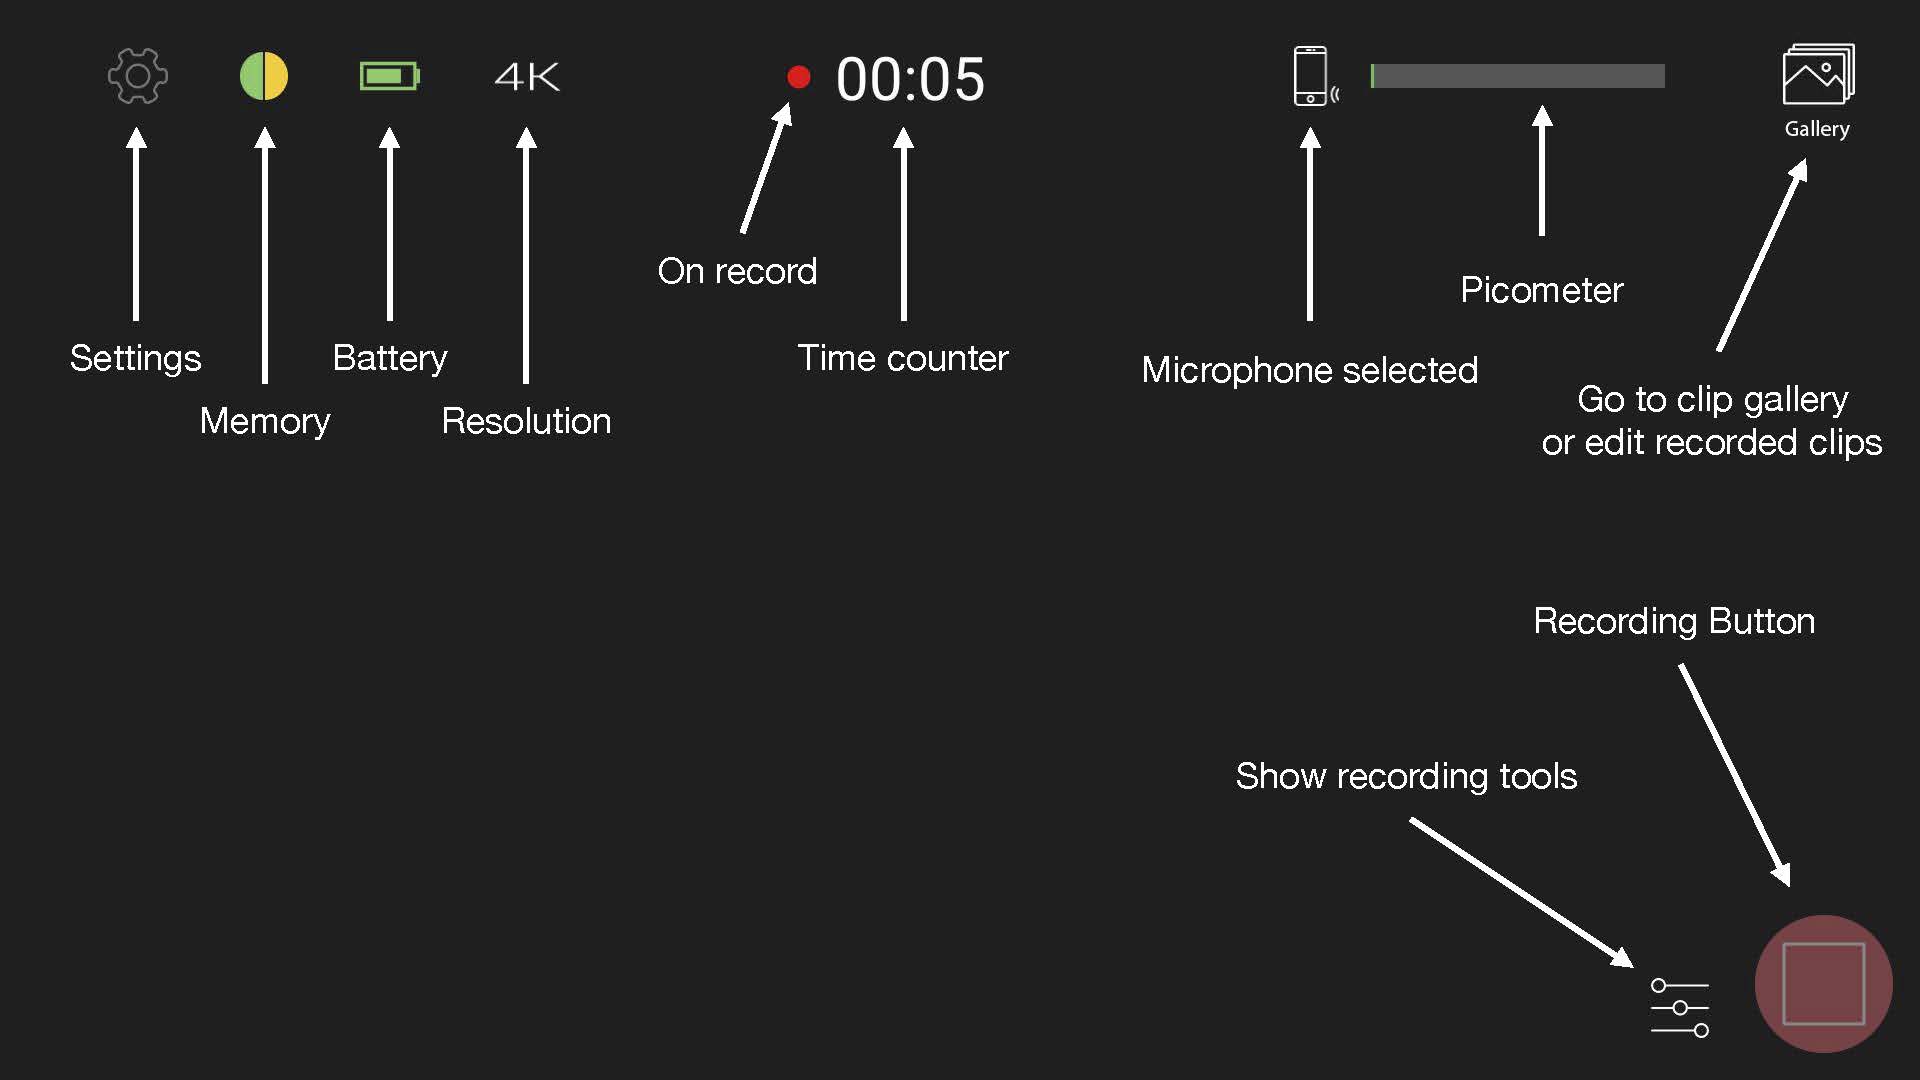 4K
00:05
Gallery
On record
Picometer
Settings
Battery
Time counter
Microphone selected
Memory
Resolution
Go to clip gallery
or edit recorded clips
Recording Button
Show recording tools